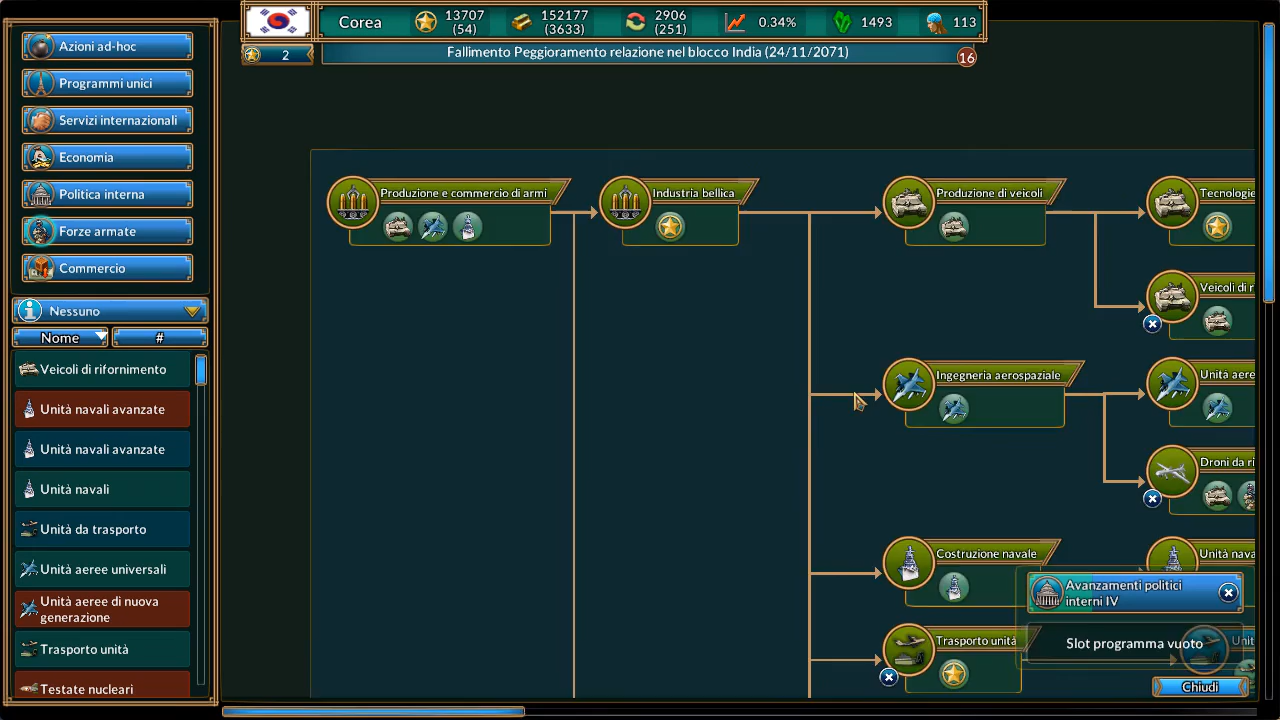 Corea
13707
(54)
152177
(3633)
2906
(251)
0.34%
1493
113
2
Fallimento Peggioramento relazione nel blocco India (24/11/2071)
16
Azioni ad-hoc
Programmi unici
Servizi internazionali
Economia
Politica interna
Forze armate
Commercio
Nessuno
Nome
#
Veicoli di rifornimento
Unità navali avanzate
Unità navali avanzate
Unità navali
Unità da trasporto
Unità aeree universali
Unità aeree di nuova
generazione
Trasporto unità
Testate nucleari
Produzione e commercio di armi
Industria bellica
Produzione di veicoli
Tecnologie
Veicoli di r
Ingegneria aerospaziale
Unità aere
Droni da ri
Costruzione navale
Unità nava
Trasporto unità
Unit
Avanzamenti politici
interni IV
Slot programma vuoto
Chiudi